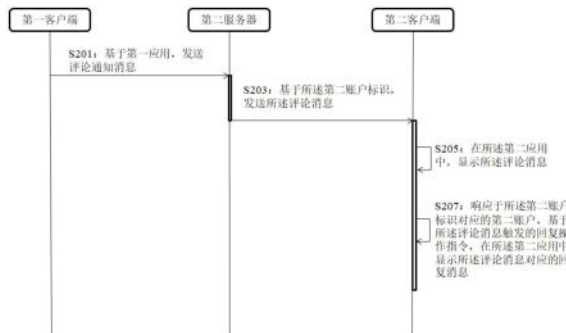 第一客户端
第二服务器
第二客户端
S201：基于第一应用，发送
评论通知消息
S203：基于所述第二账户标识，
发送所述评论消息
S205：在所述第二应用
中，显示所述评论消息
S207：响应于所述第二账户
标识对应的第二账户，基于
所述评论消息触发的回复操
作指令，在所述第二应用中
显示所述评论消息对应的回
复消息